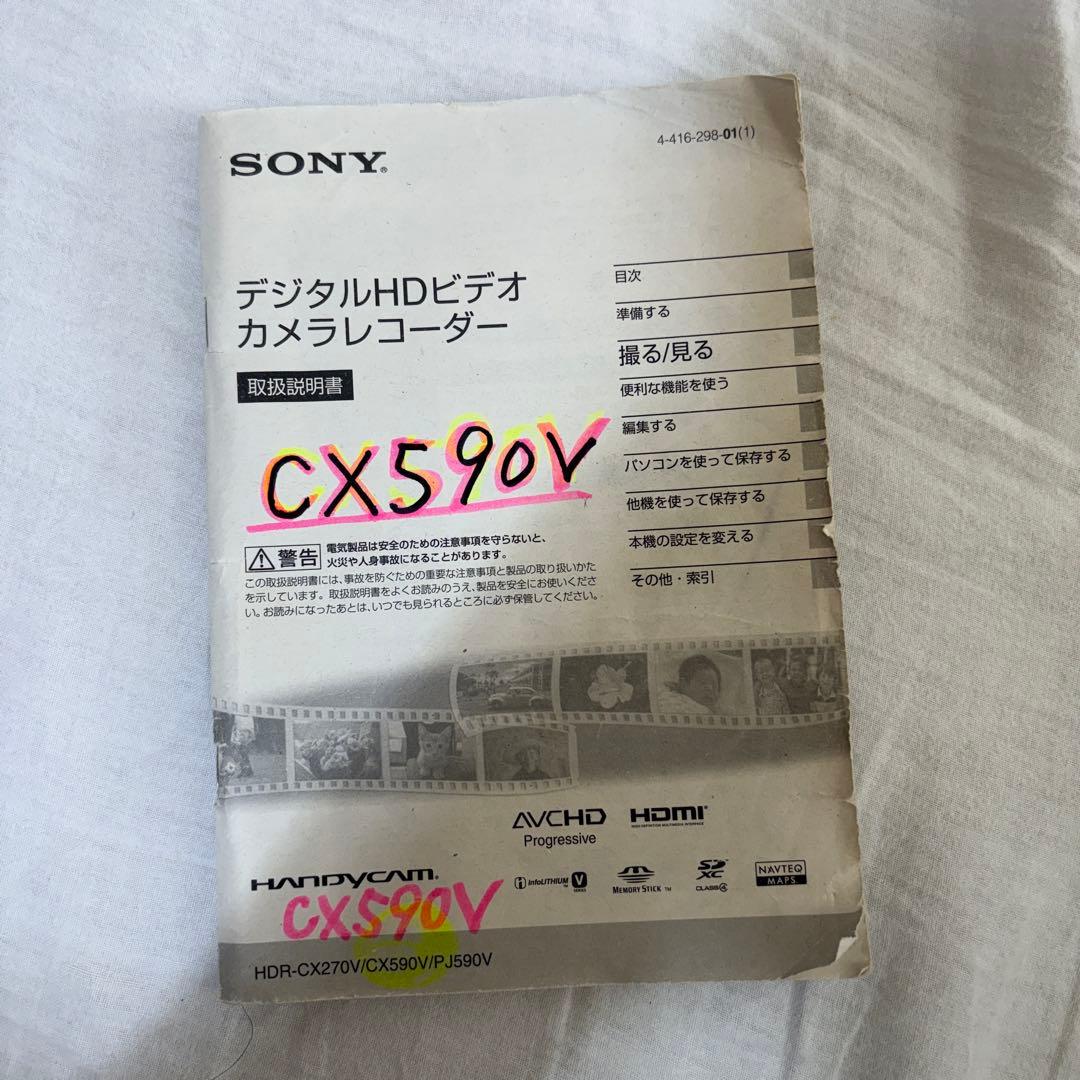 SONY®
4-416-298-01(1)
デジタルHDビデオ
カメラレコーダー
取扱説明書
CX590V
警告
電気製品は安全のための注意事項を守らないと、
火災や人身事故になることがあります。
この取扱説明書には、事故を防ぐための重要な注意事項と製品の取り扱いかた
を示しています。取扱説明書をよくお読みのうえ、製品を安全にお使いくださ
い。お読みになったあとは、いつでも見られるところに必ず保管してください。
目次
準備する
撮る/見る
便利な機能を使う
編集する
パソコンを使って保存する
他機を使って保存する
本機の設定を変える
その他・索引
AVCHD
Progressive
HDMI®
HIGH-DEFINITION MULTIMEDIA INTERFACE
HANDYCAM®
InfoLITHIUM™ V SERIES
MEMORY STICK™
SD XC
CLASS4
NAVTEQ
MAPS
CX590V
HDR-CX270V/CX590V/PJ590V